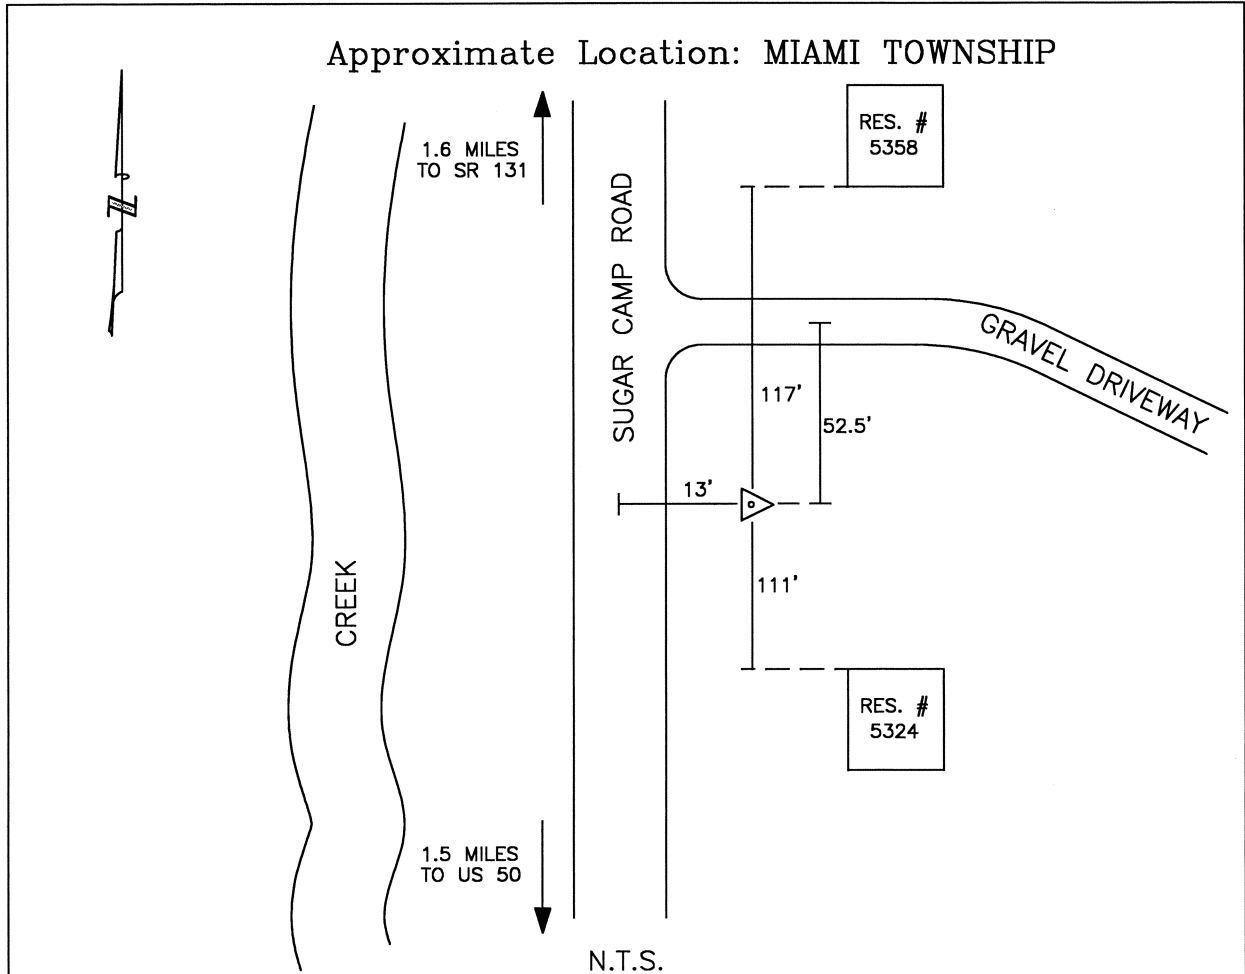 Approximate Location: MIAMI TOWNSHIP
N
1.6 MILES
TO SR 131
RES. #
5358
SUGAR CAMP ROAD
GRAVEL DRIVEWAY
117'
52.5'
13'
111'
CREEK
RES. #
5324
1.5 MILES
TO US 50
N.T.S.